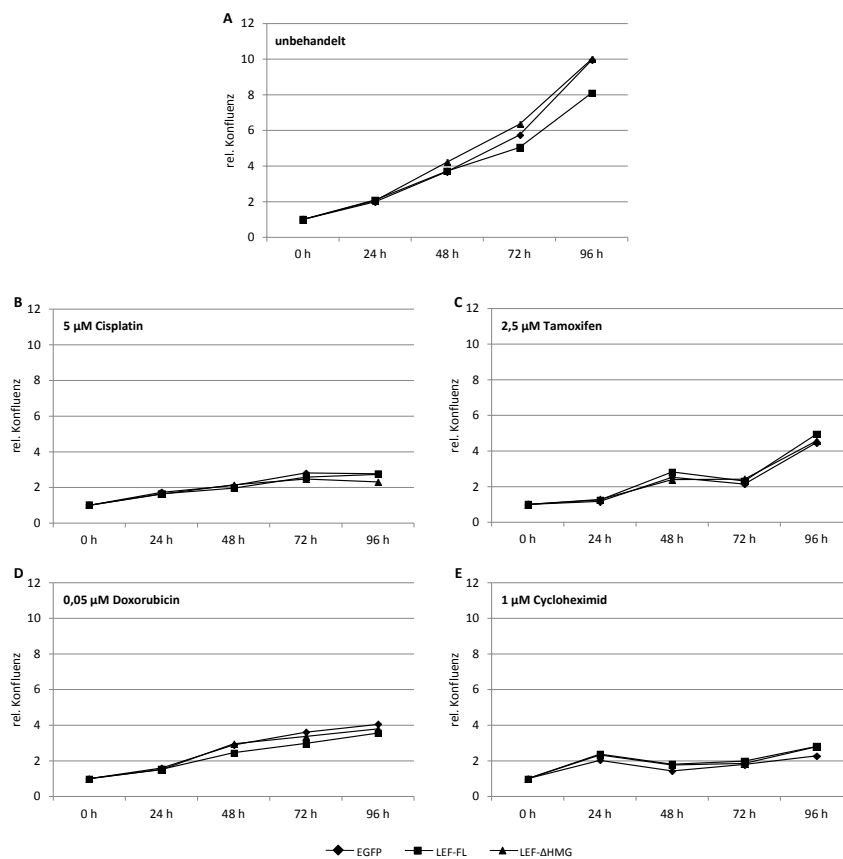 A
unbehandelt
rel. Konfluenz
12
10
8
6
4
2
0
0 h 24 h 48 h 72 h 96 h
B
5 µM Cisplatin
rel. Konfluenz
12
10
8
6
4
2
0
0 h 24 h 48 h 72 h 96 h
C
2,5 µM Tamoxifen
rel. Konfluenz
12
10
8
6
4
2
0
0 h 24 h 48 h 72 h 96 h
D
0,05 µM Doxorubicin
rel. Konfluenz
12
10
8
6
4
2
0
0 h 24 h 48 h 72 h 96 h
E
1 µM Cycloheximid
rel. Konfluenz
12
10
8
6
4
2
0
0 h 24 h 48 h 72 h 96 h
EGFP LEF-FL LEF-ΔHMG